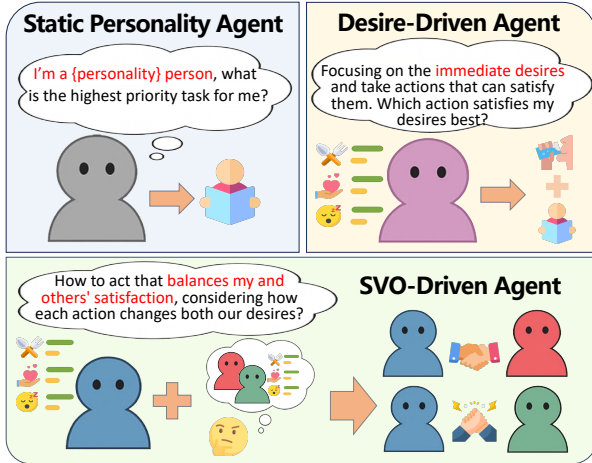 Static Personality Agent
I'm a {personality} person, what
is the highest priority task for me?
Desire-Driven Agent
Focusing on the immediate desires
and take actions that can satisfy
them. Which action satisfies my
desires best?
How to act that balances my and
others' satisfaction, considering how
each action changes both our desires?
SVO-Driven Agent